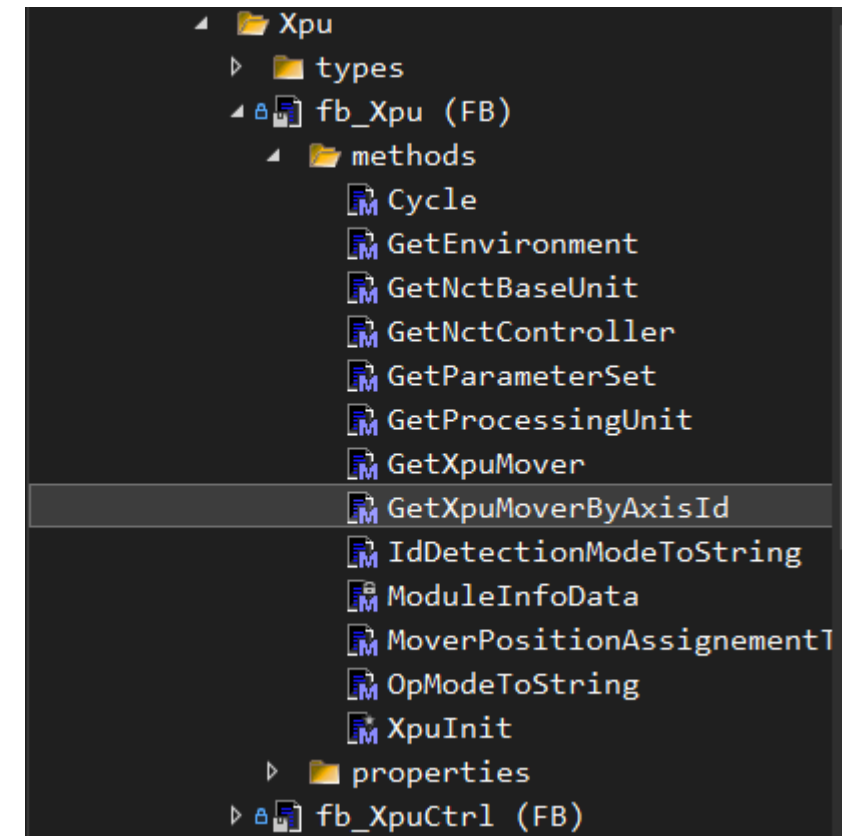 Xpu
types
fb_Xpu (FB)
methods
Cycle
GetEnvironment
GetNctBaseUnit
GetNctController
GetParameterSet
GetProcessingUnit
GetXpuMover
GetXpuMoverByAxisId
IdDetectionModeToString
ModuleInfoData
MoverPositionAssignementT
OpModeToString
XpuInit
properties
fb_XpuCtrl (FB)